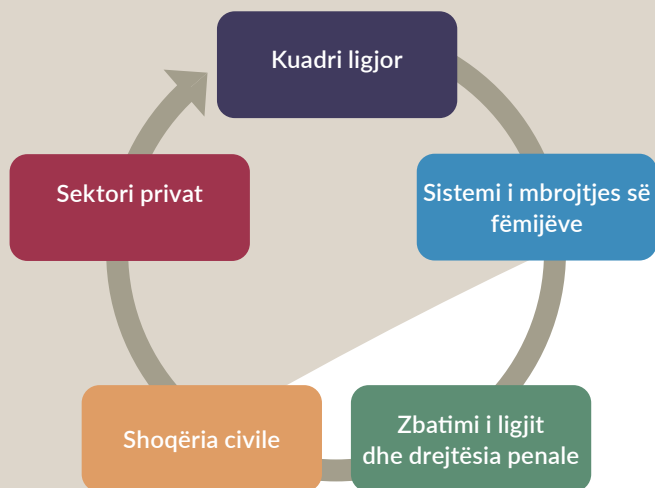 Kuadri ligjor
Sektori privat
Sistemi i mbrojtjes së
fëmijëve
Shoqëria civile
Zbatimi i ligjit
dhe drejtësia penale